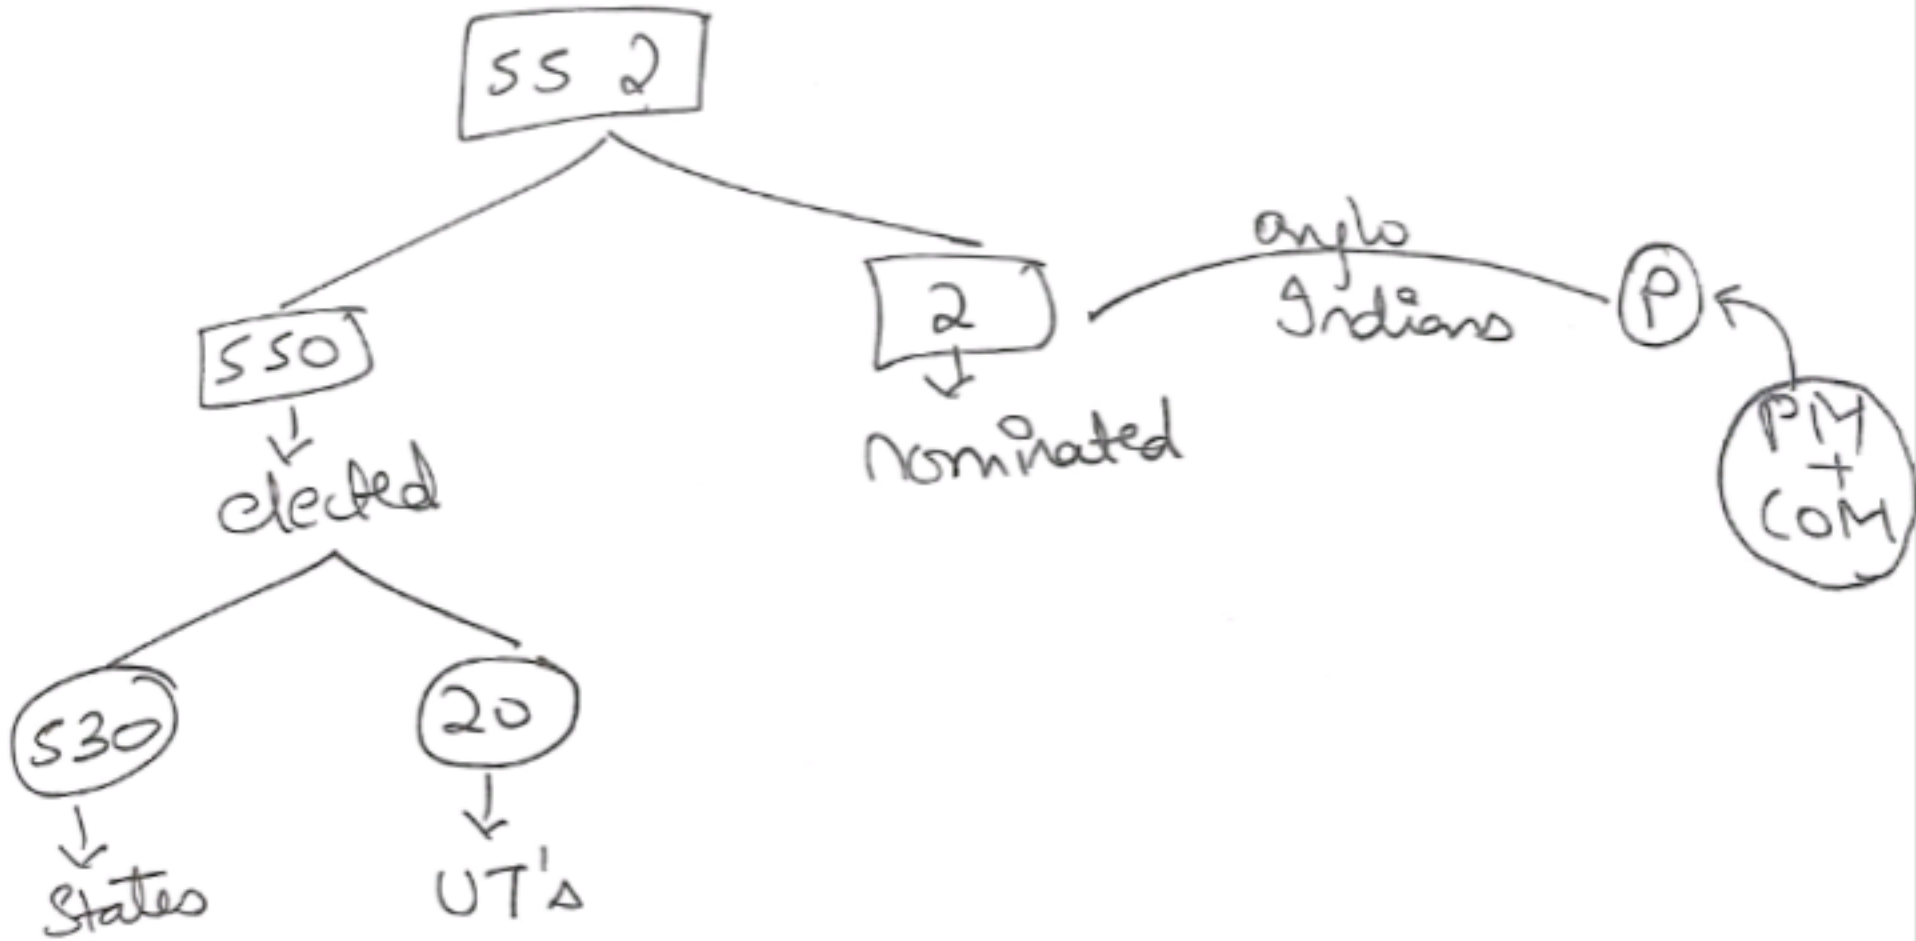 552
550
2
anglo
Indians
P
PM
+
COM
elected
nominated
530
20
States
UT's